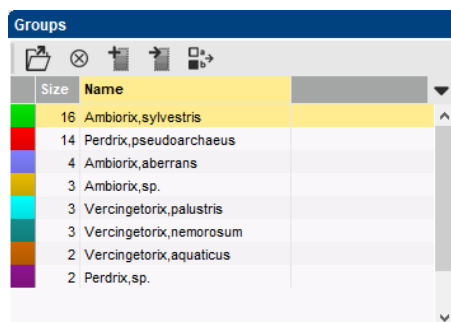 Groups
Size Name
16 Ambiorix,sylvestris
14 Perdrix,pseudoarchaeus
4 Ambiorix,aberrans
3 Ambiorix,sp.
3 Vercingetorix,palustris
3 Vercingetorix,nemorosum
2 Vercingetorix,aquaticus
2 Perdrix,sp.